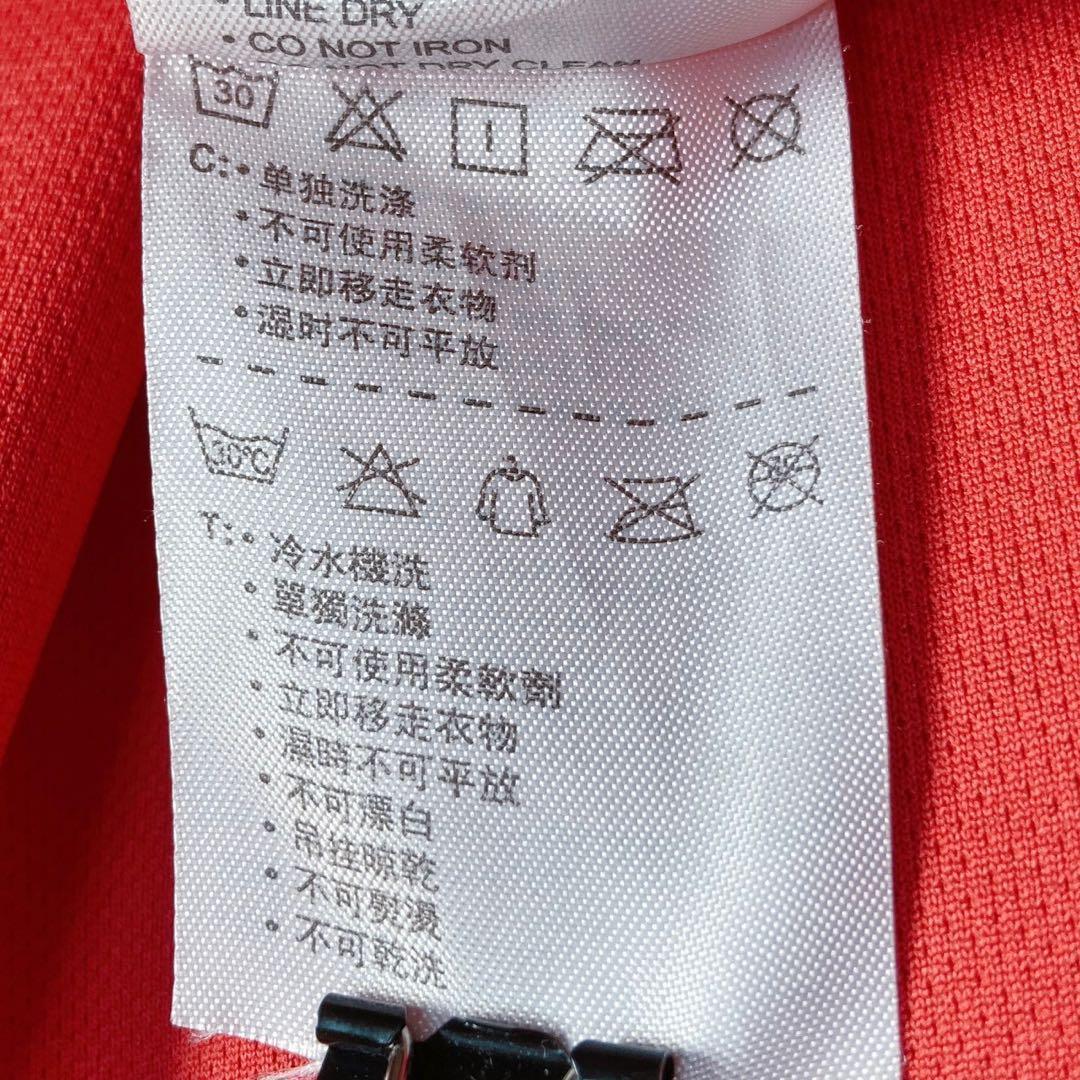 • LINE DRY
• CO NOT IRON
NOT DRY CLEAN
30
C:• 单独洗涤
• 不可使用柔软剂
• 立即移走衣物
• 湿时不可平放
30℃
T:• 冷水機洗
• 單獨洗滌
• 不可使用柔軟劑
• 立即移走衣物
• 濕時不可平放
• 不可漂白
• 吊挂晾乾
• 不可熨燙
• 不可乾洗